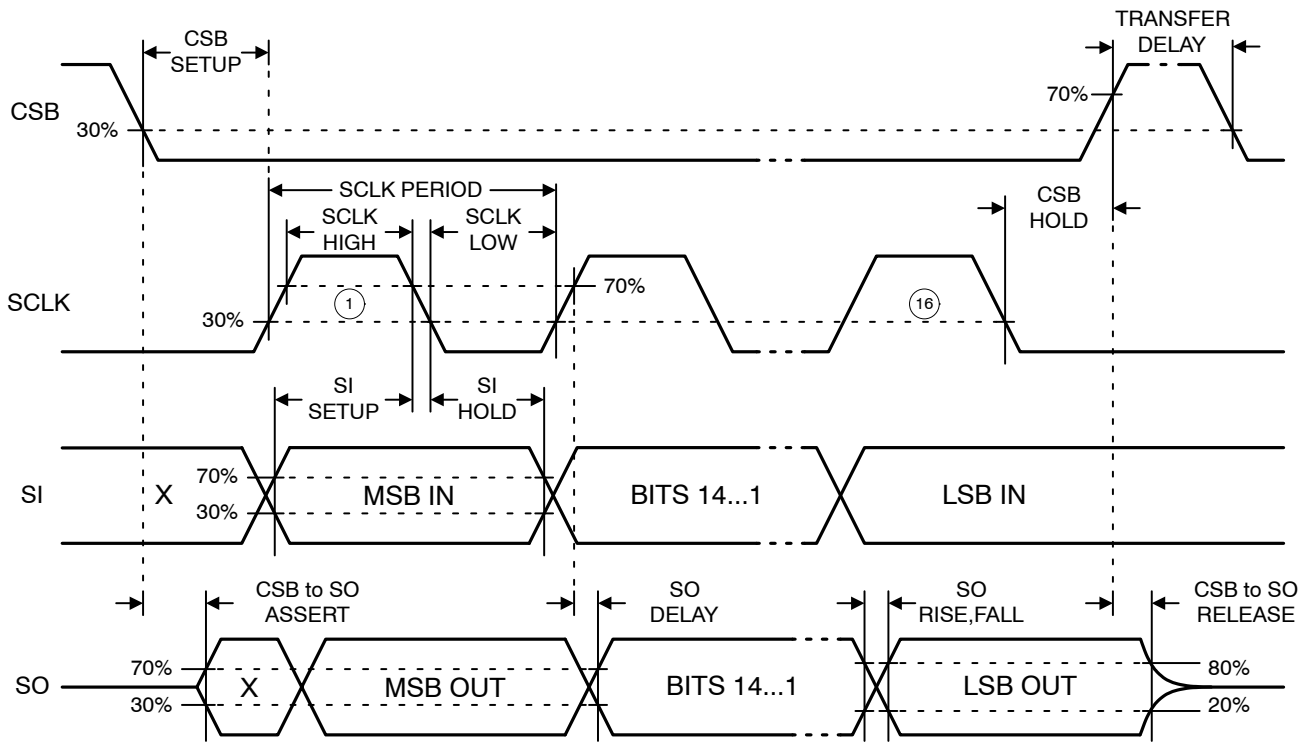 TRANSFER
DELAY
CSB
SETUP
CSB
70%
30%
SCLK PERIOD
CSB
HOLD
SCLK
HIGH
SCLK
LOW
SCLK
1
70%
16
30%
SI
SETUP
SI
HOLD
SI
X
70%
30%
MSB IN
BITS 14...1
LSB IN
CSB to SO
ASSERT
SO
DELAY
SO
RISE,FALL
CSB to SO
RELEASE
SO
70%
30%
X
MSB OUT
BITS 14...1
LSB OUT
80%
20%